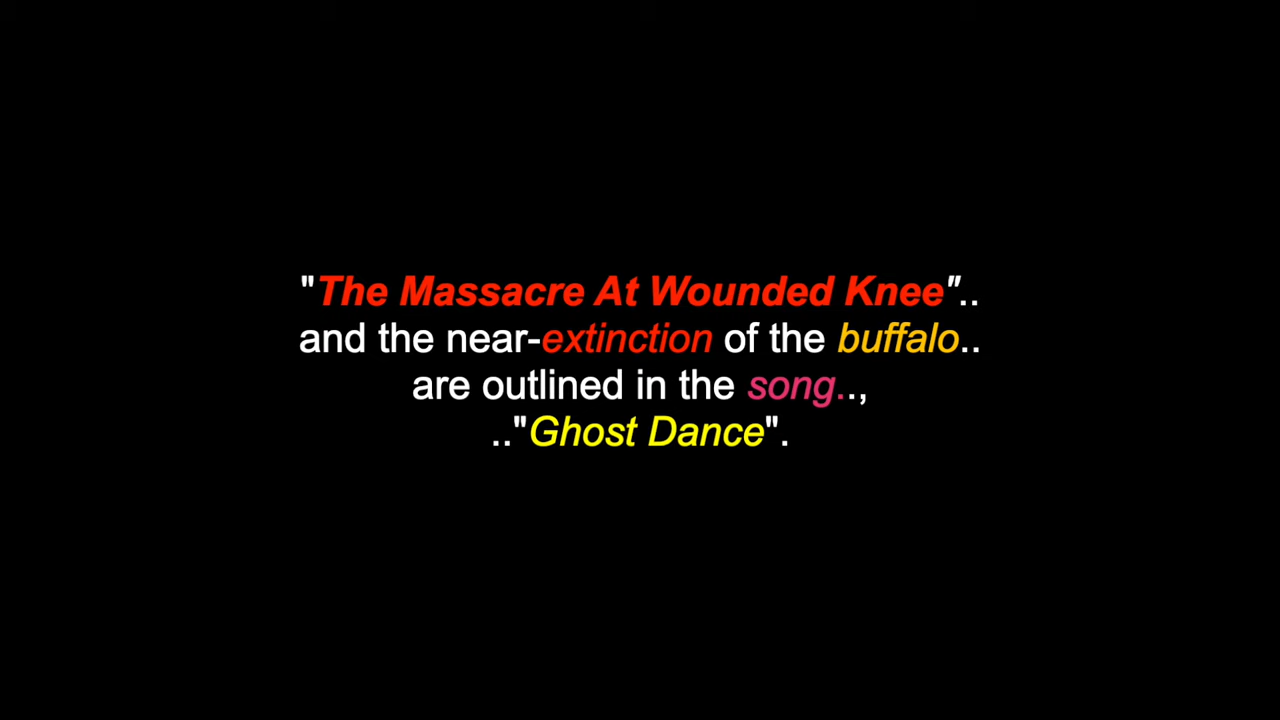 "The Massacre At Wounded Knee"..
and the near-extinction of the buffalo..
are outlined in the song..,
.."Ghost Dance".